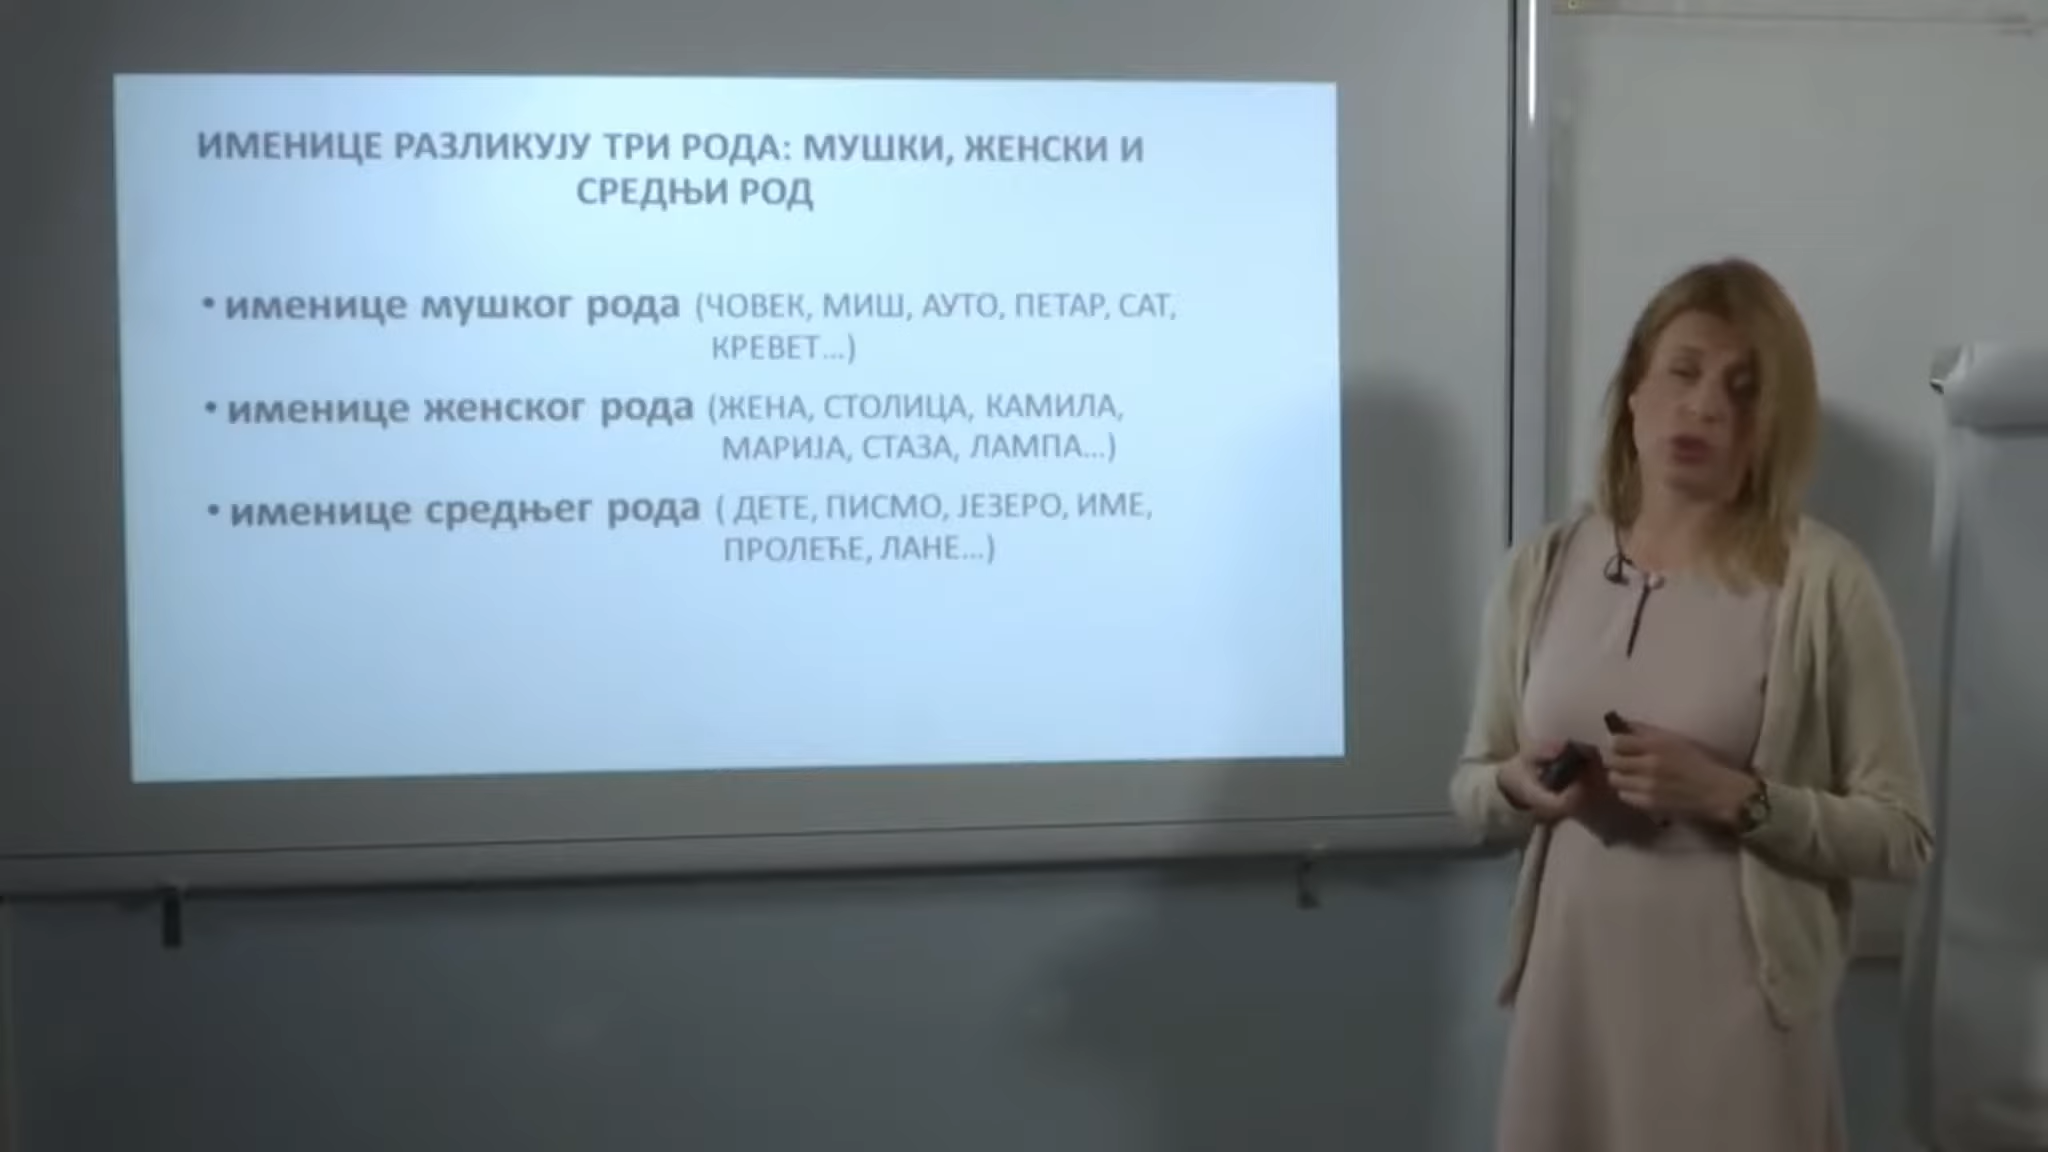 ИМЕНИЦЕ РАЗЛИКУЈУ ТРИ РОДА: МУШКИ, ЖЕНСКИ И
СРЕДЊИ РОД
• именице мушког рода (ЧОВЕК, МИШ, АУТО, ПЕТАР, САТ,
КРЕВЕТ...)
• именице женског рода (ЖЕНА, СТОЛИЦА, КАМИЛА,
МАРИЈА, СТАЗА, ЛАМПА...)
• именице средњег рода ( ДЕТЕ, ПИСМО, ЈЕЗЕРО, ИМЕ,
ПРОЛЕЋЕ, ЛАНЕ...)